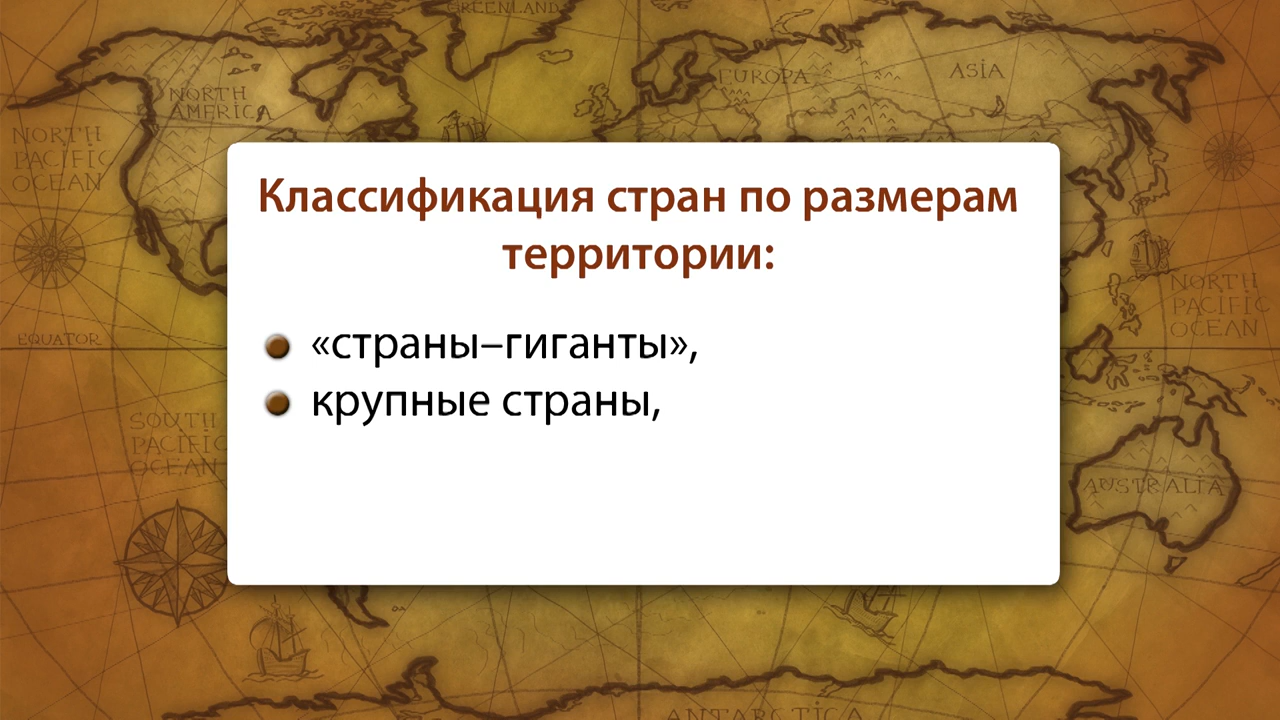 GREENLAND
EUROPA
ASIA
NORTH
AMERICA
NORTH
PACIFIC
OCEAN
Классификация стран по размерам
территории:
NORTH
PACIFIC
OCEAN
EQUATOR
«страны–гиганты»,
крупные страны,
SOUTH
PACIFIC
OCEAN
AUSTRALIA
ANTARCTICA